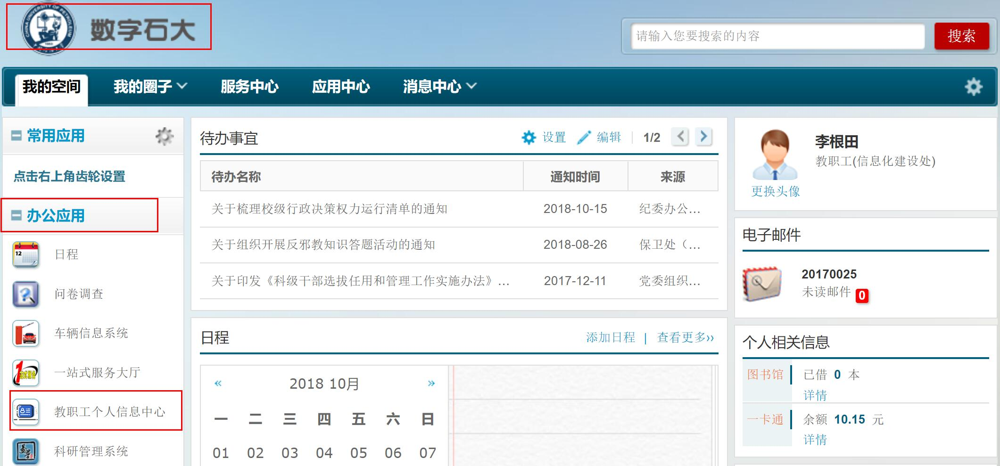 数字石大
请输入您要搜索的内容
搜索
我的空间
我的圈子
服务中心
应用中心
消息中心
常用应用
点击右上角齿轮设置
办公应用
12
日程
问卷调查
车辆信息系统
一站式服务大厅
教职工个人信息中心
科研管理系统
待办事宜
设置 编辑 1/2
待办名称 通知时间 来源
关于梳理校级行政决策权力运行清单的通知 2018-10-15 纪委办公...
关于组织开展反邪教知识答题活动的通知 2018-08-26 保卫处（...
关于印发《科级干部选拔任用和管理工作实施办法》... 2017-12-11 党委组织...
日程
添加日程 | 查看更多››
« 2018 10月 »
一 二 三 四 五 六 日
01 02 03 04 05 06 07
李根田
教职工(信息化建设处)
更换头像
电子邮件
20170025
未读邮件 0
个人相关信息
图书馆 已借 0 本
详情
一卡通 余额 10.15 元
详情